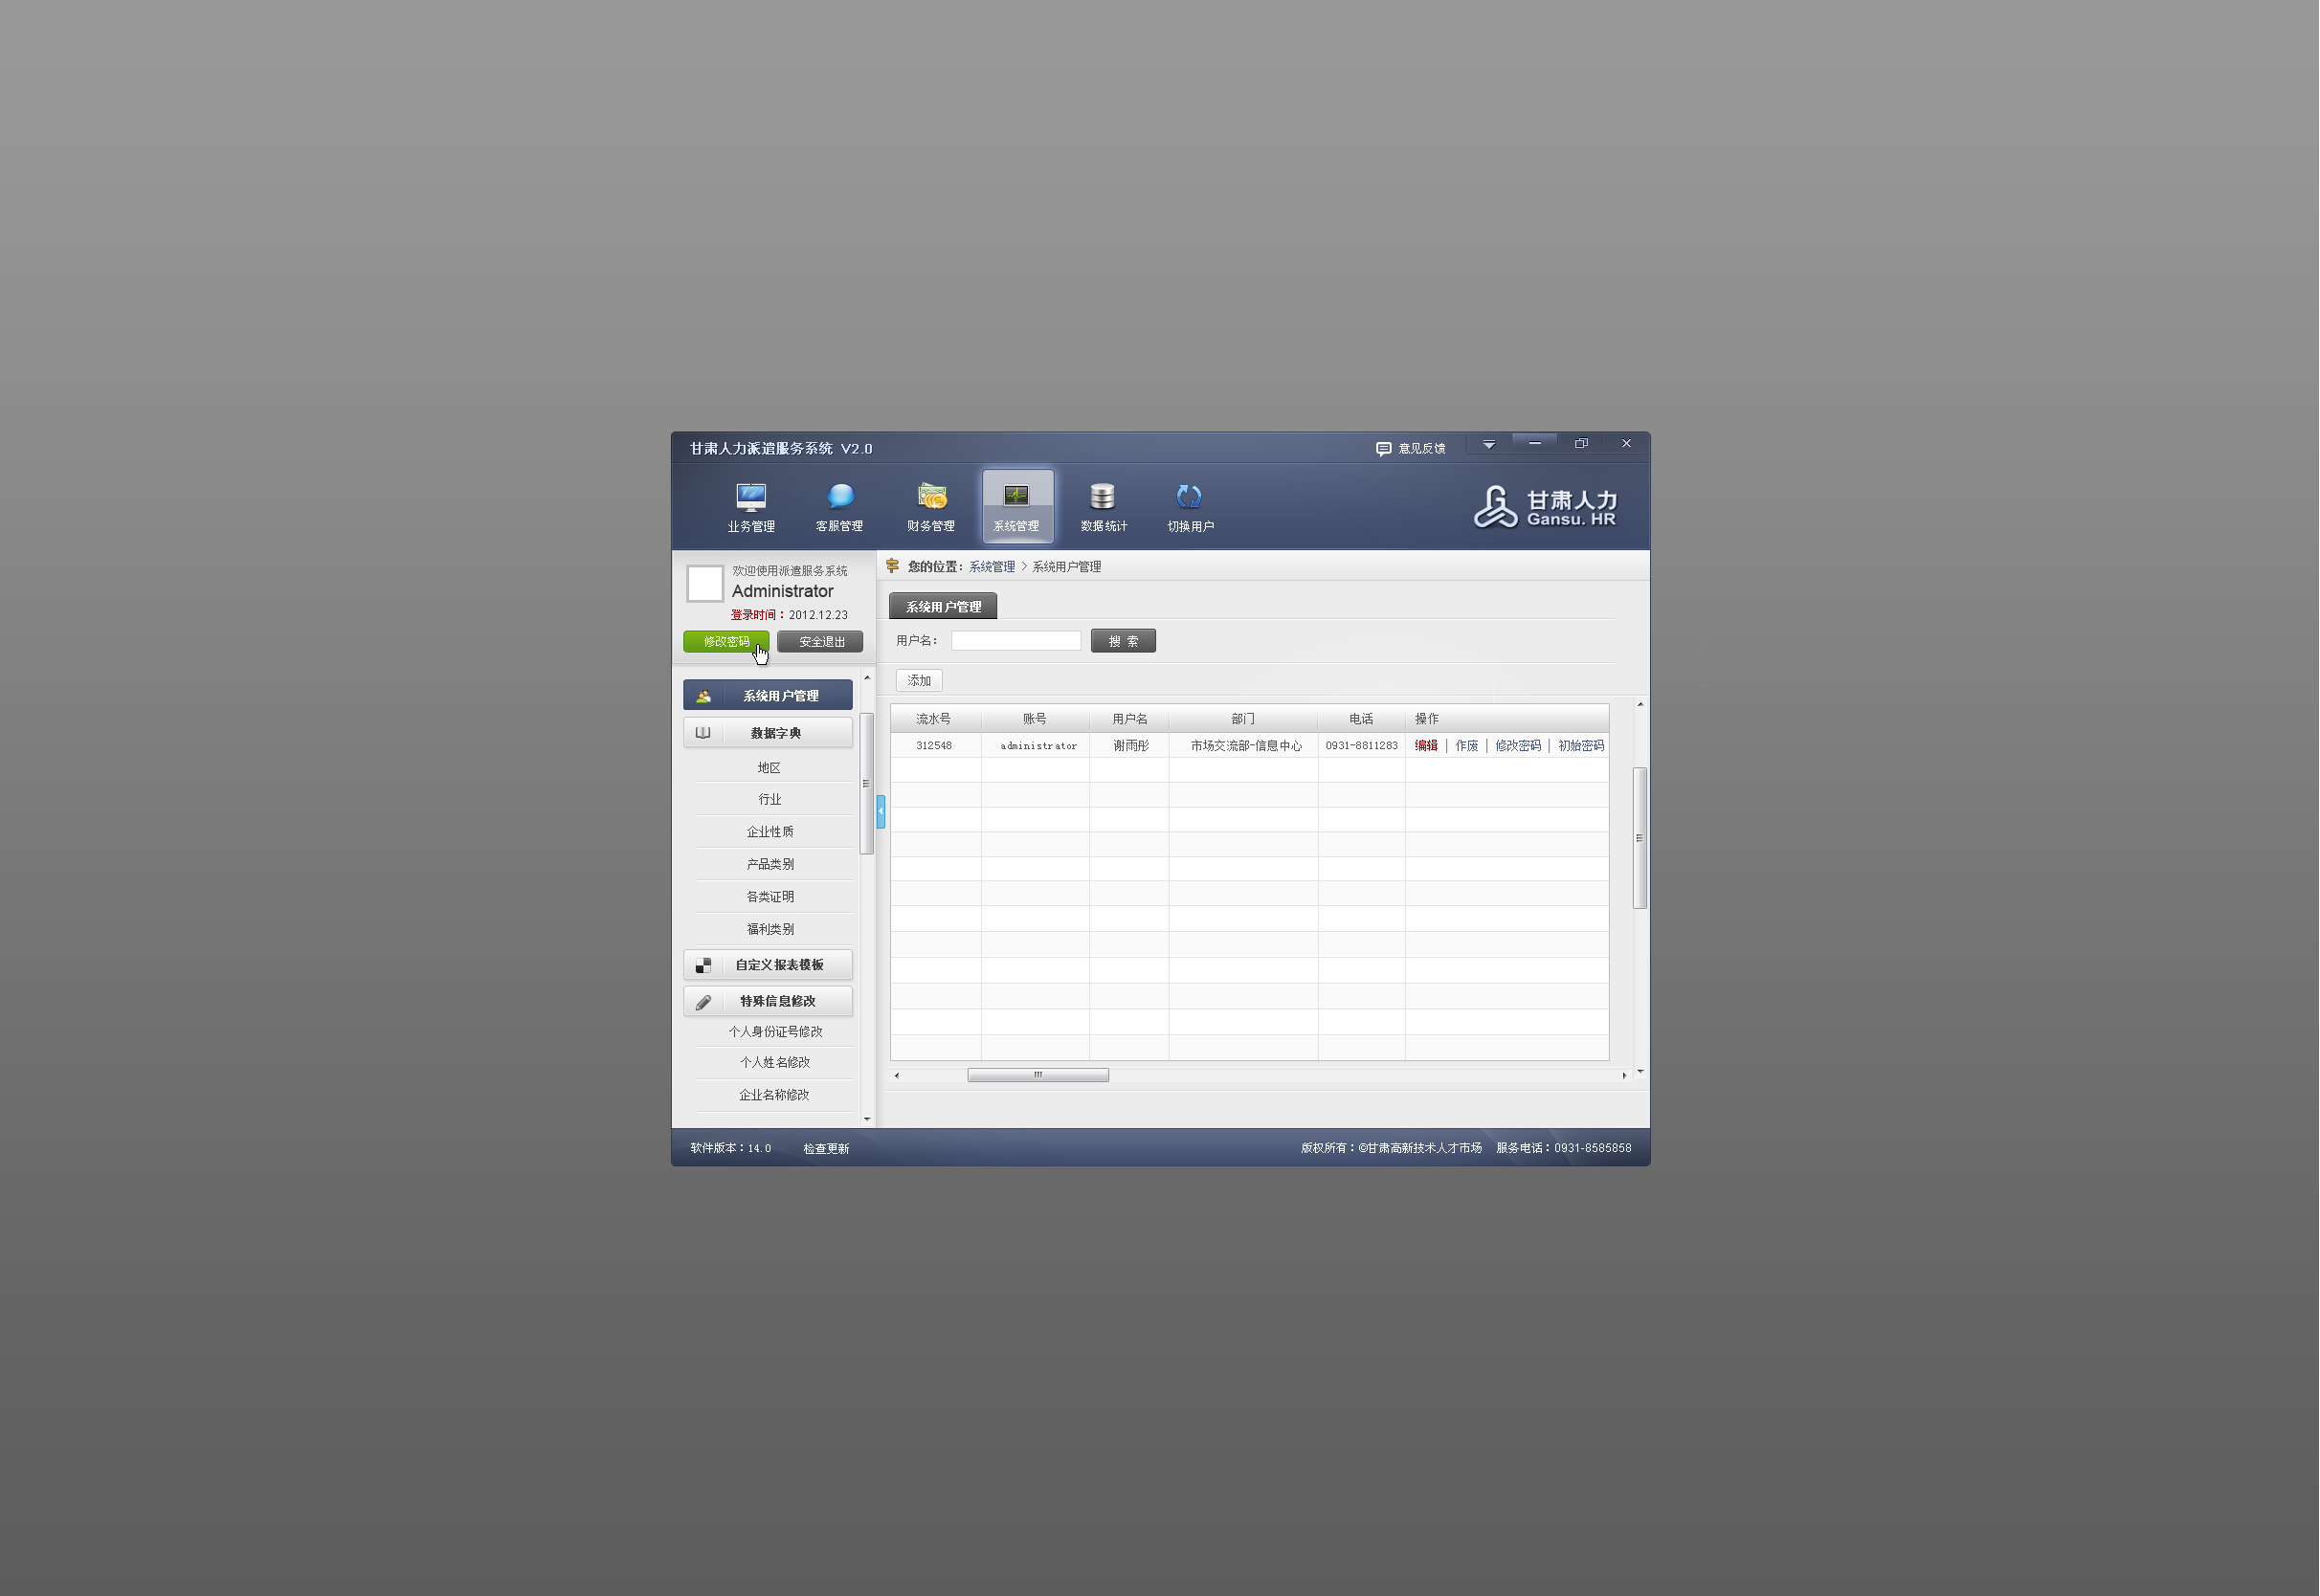 甘肃人力派遣服务系统 V2.0
意见反馈
业务管理 客服管理 财务管理 系统管理 数据统计 切换用户
甘肃人力
Gansu. HR
欢迎使用派遣服务系统
Administrator
登录时间：2012.12.23
修改密码 安全退出
您的位置：系统管理 > 系统用户管理
系统用户管理
用户名：
搜 索
添加
系统用户管理
数据字典
地区
行业
企业性质
产品类别
各类证明
福利类别
自定义报表模板
特殊信息修改
个人身份证号修改
个人姓名修改
企业名称修改
流水号 账号 用户名 部门 电话 操作
312548 administrator 谢雨彤 市场交流部-信息中心 0931-8811283 编辑 | 作废 | 修改密码 | 初始密码
软件版本：14.0 检查更新
版权所有：©甘肃高新技术人才市场 服务电话：0931-8585858